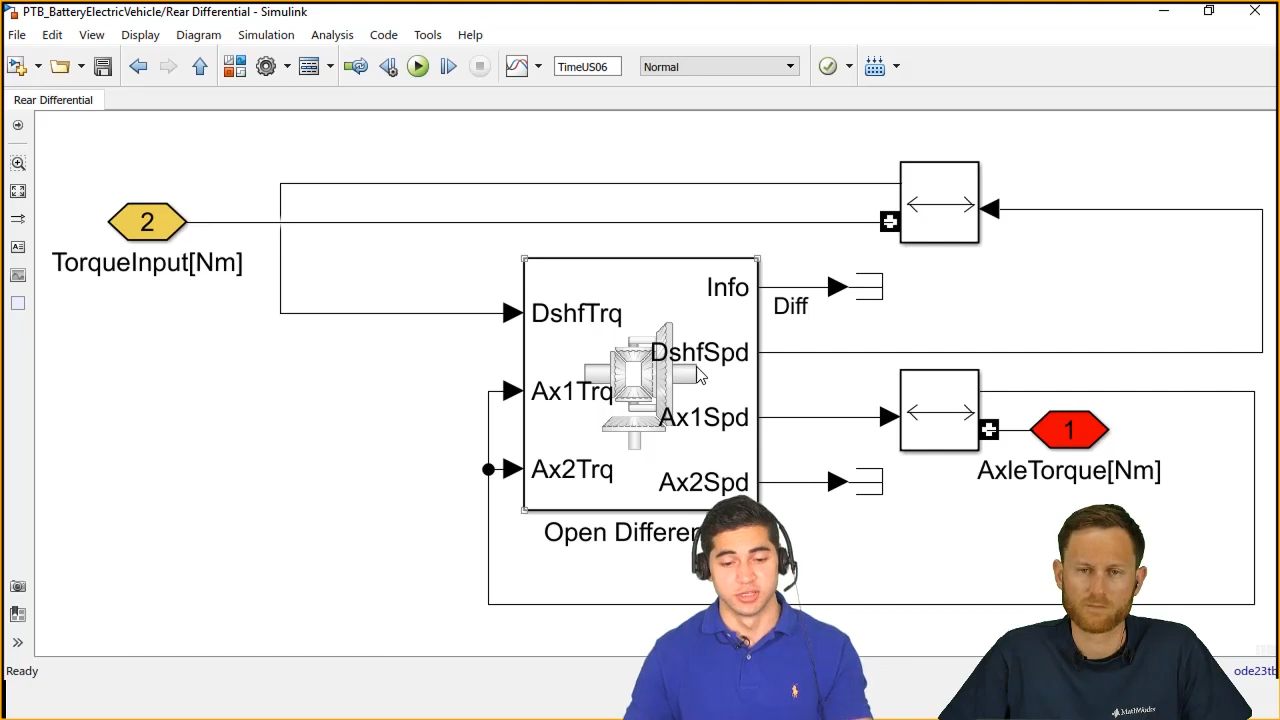 PTB_BatteryElectricVehicle/Rear Differential - Simulink
File Edit View Display Diagram Simulation Analysis Code Tools Help
TimeUS06
Normal
Rear Differential
2
TorqueInput[Nm]
Info
Diff
DshfTrq
DshfSpd
Ax1Trq
Ax1Spd
1
AxleTorque[Nm]
Ax2Trq
Ax2Spd
Open
MathWorks
Ready
ode23tb